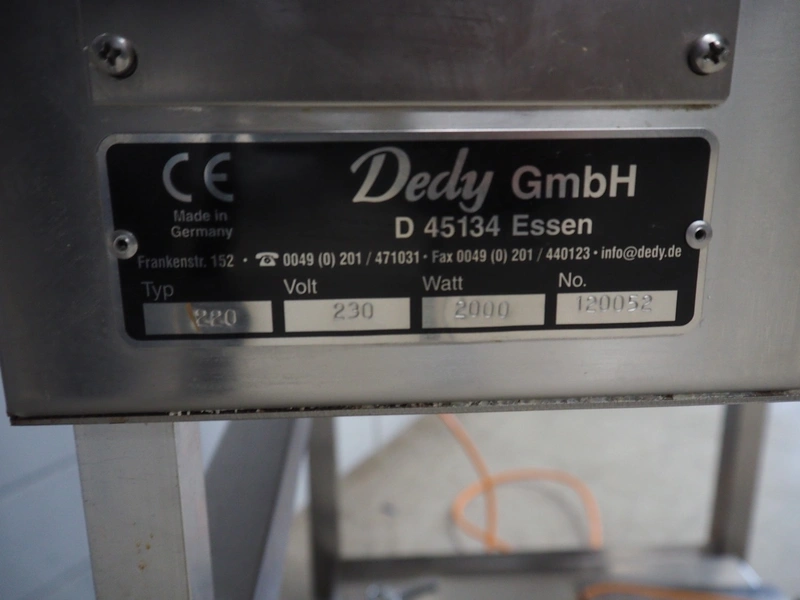 CE
Made in
Germany
Dedy GmbH
D 45134 Essen
Frankenstr. 152 • ☎ 0049 (0) 201 / 471031 • Fax 0049 (0) 201 / 440123 • info@dedy.de
Typ Volt Watt No.
220 230 2000 120052